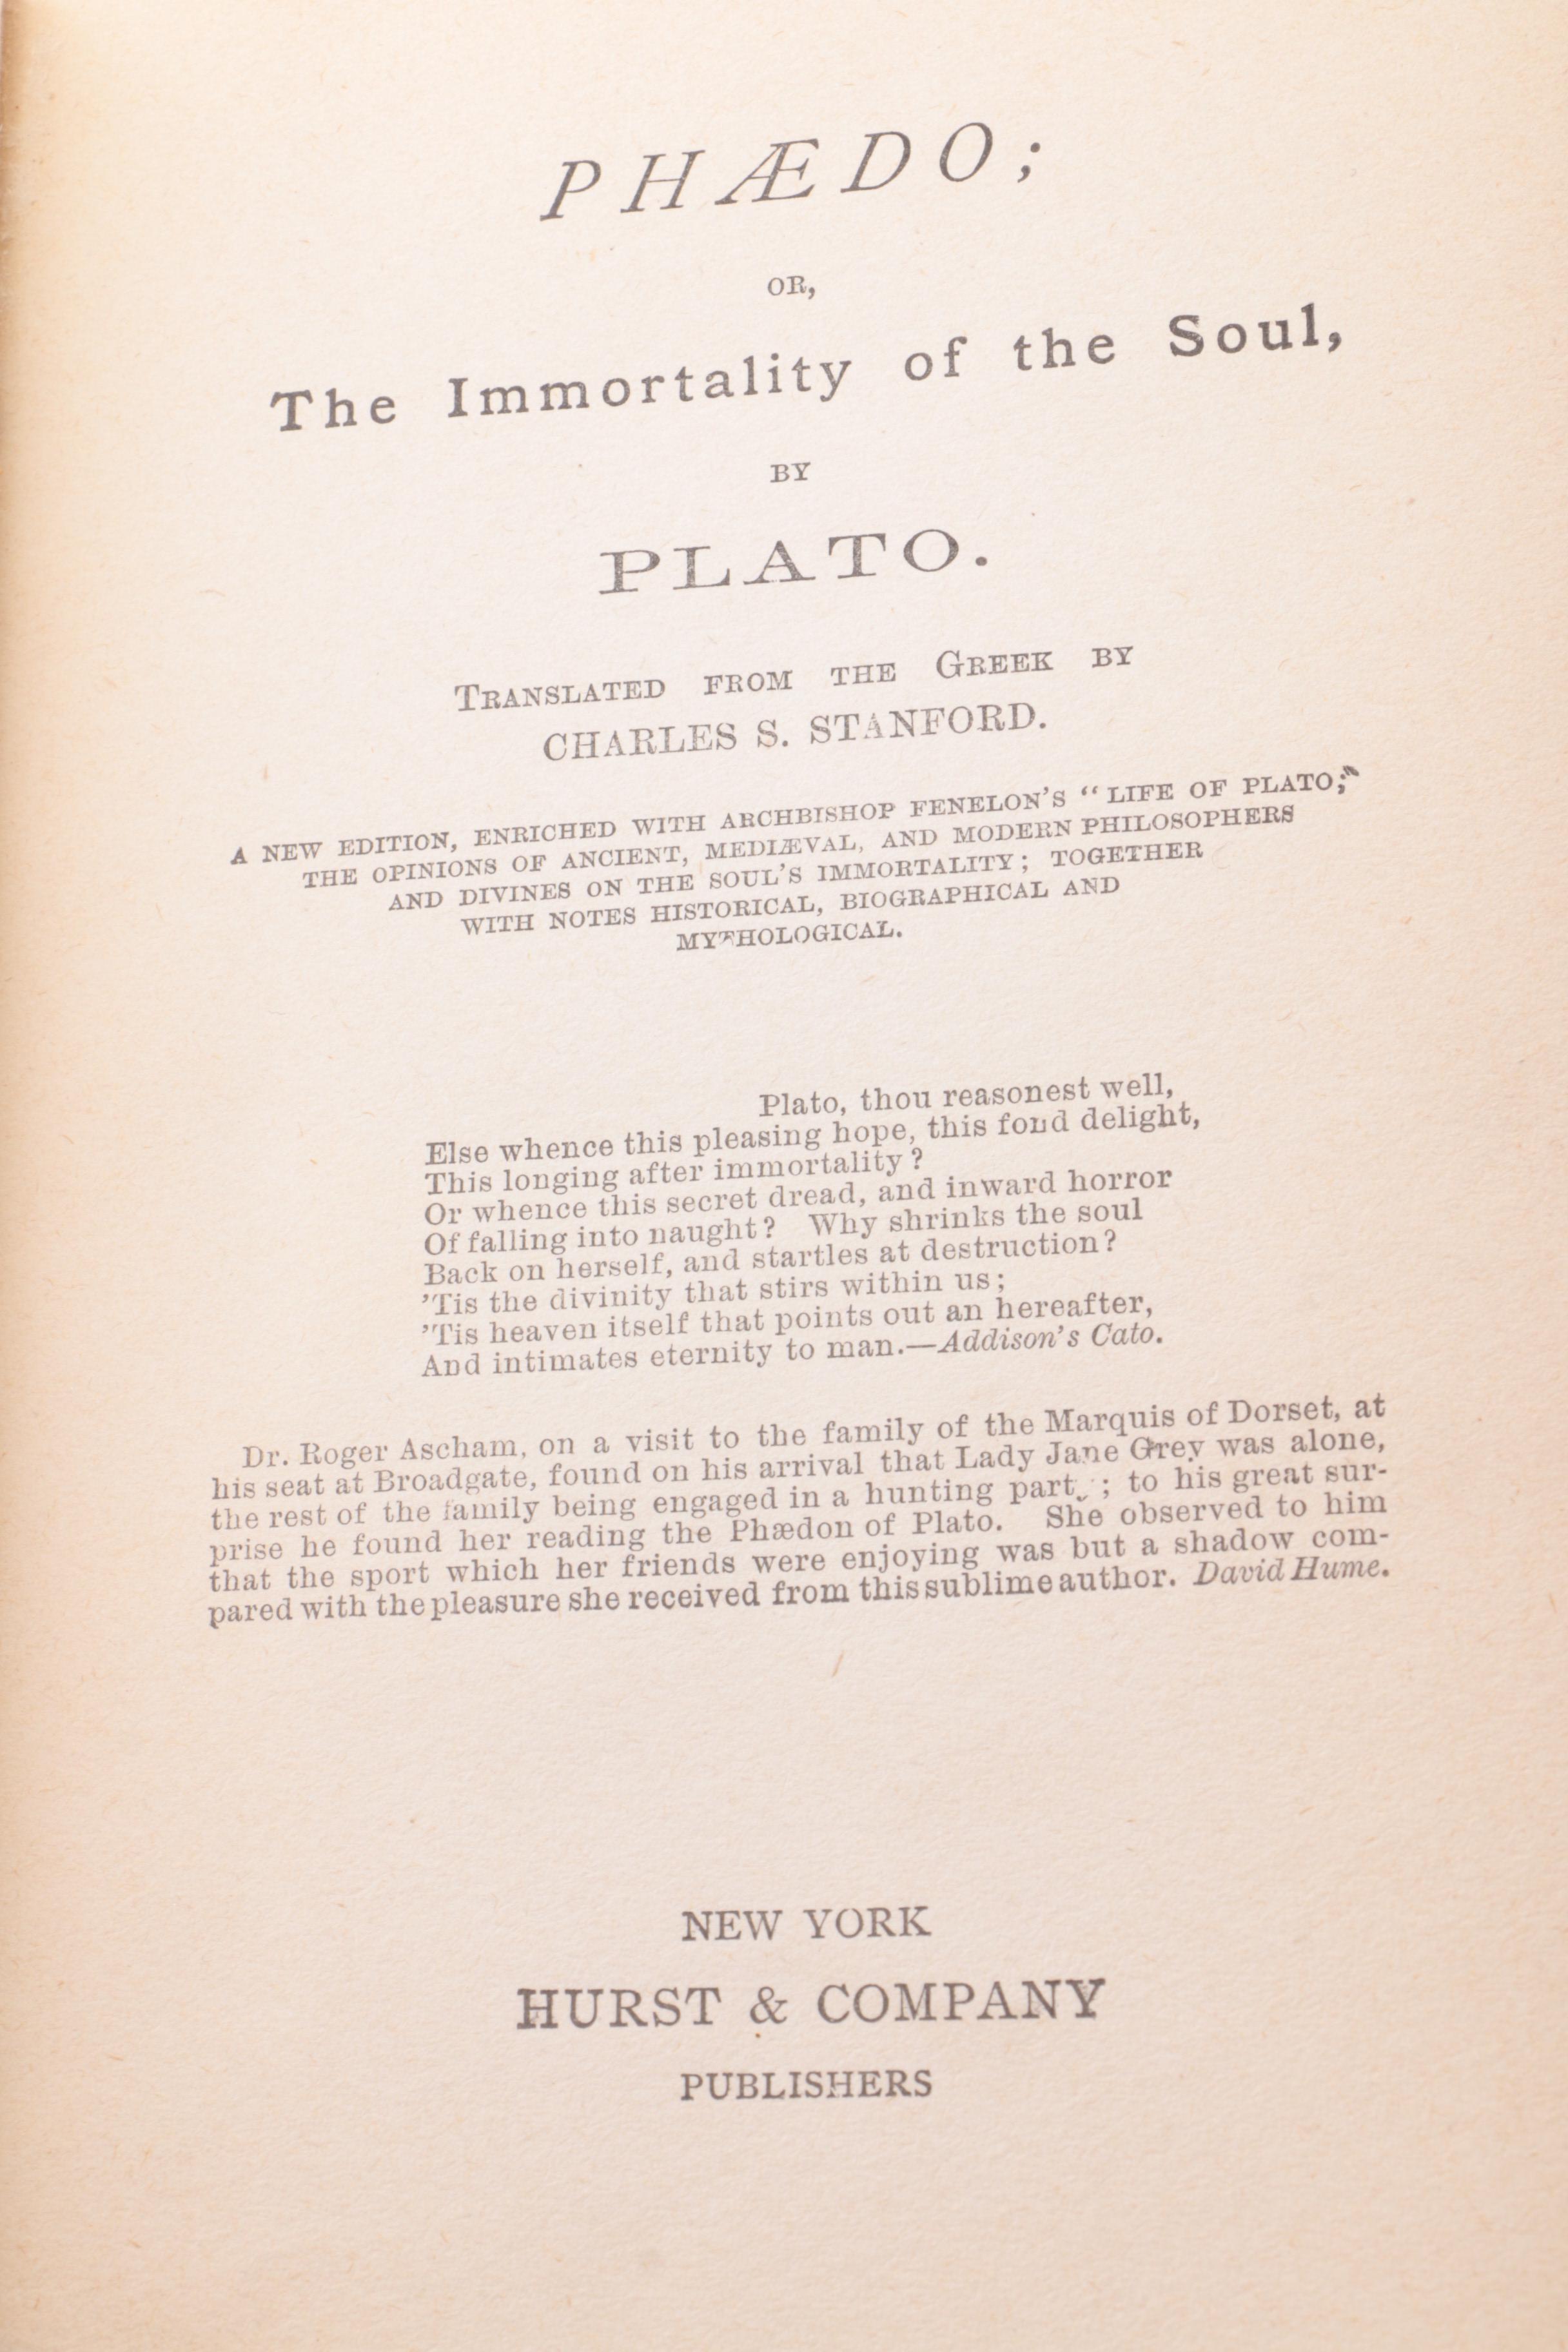 PHÆDO;
OR,
The Immortality of the Soul,
BY
PLATO.
TRANSLATED FROM THE GREEK BY
CHARLES S. STANFORD.
A NEW EDITION, ENRICHED WITH ARCHBISHOP FENELON'S "LIFE OF PLATO;"
THE OPINIONS OF ANCIENT, MEDIÆVAL, AND MODERN PHILOSOPHERS
AND DIVINES ON THE SOUL'S IMMORTALITY; TOGETHER
WITH NOTES HISTORICAL, BIOGRAPHICAL AND
MYTHOLOGICAL.
Plato, thou reasonest well,
Else whence this pleasing hope, this fond delight,
This longing after immortality?
Or whence this secret dread, and inward horror
Of falling into naught? Why shrinks the soul
Back on herself, and startles at destruction?
'Tis the divinity that stirs within us;
'Tis heaven itself that points out an hereafter,
And intimates eternity to man.—Addison's Cato.
Dr. Roger Ascham, on a visit to the family of the Marquis of Dorset, at
his seat at Broadgate, found on his arrival that Lady Jane Grey was alone,
the rest of the family being engaged in a hunting party; to his great sur-
prise he found her reading the Phædon of Plato. She observed to him
that the sport which her friends were enjoying was but a shadow com-
pared with the pleasure she received from this sublime author. David Hume.
NEW YORK
HURST & COMPANY
PUBLISHERS